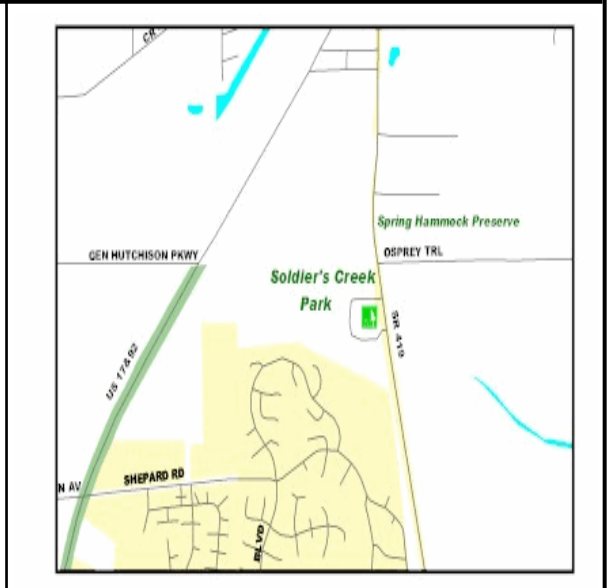 CR
Spring Hammock Preserve
OSPREY TRL
GEN HUTCHISON PKWY
Soldier's Creek
Park
SR 419
US 17&92
SHEPARD RD
N AV
BLVD